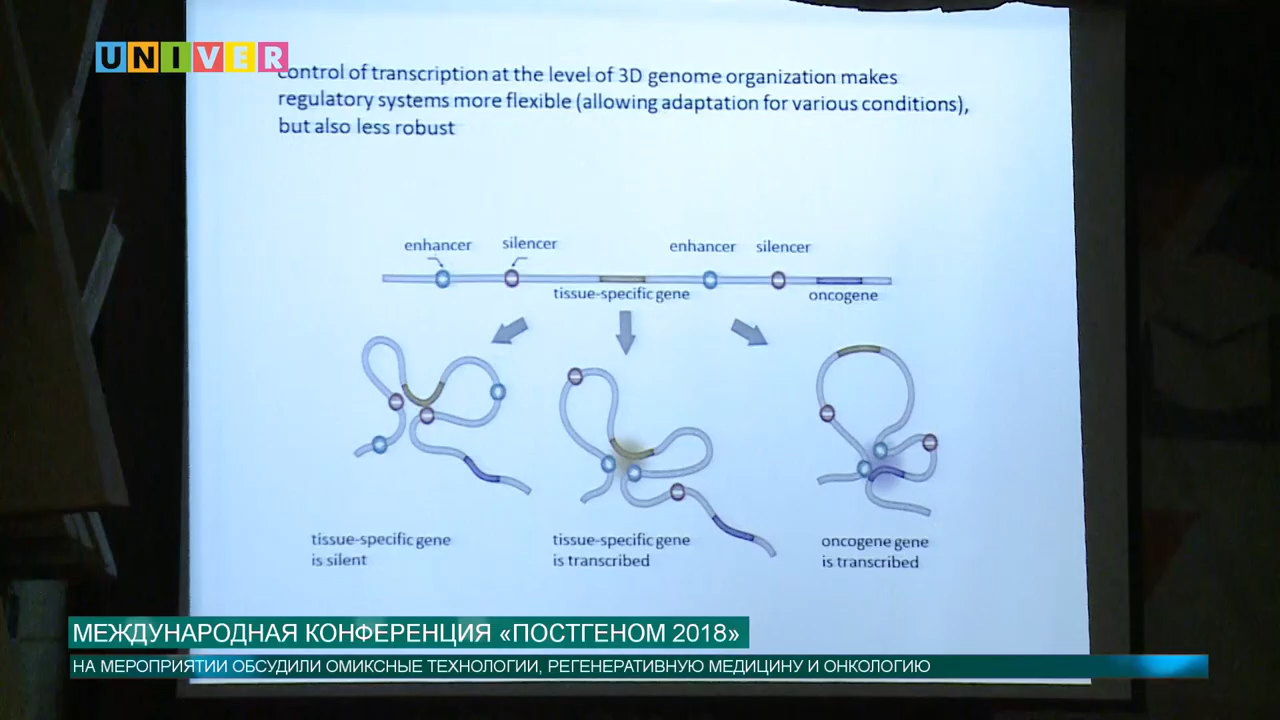 UNIVER
control of transcription at the level of 3D genome organization makes
regulatory systems more flexible (allowing adaptation for various conditions),
but also less robust
enhancer silencer enhancer silencer
tissue-specific gene oncogene
tissue-specific gene
is silent
tissue-specific gene
is transcribed
oncogene gene
is transcribed
МЕЖДУНАРОДНАЯ КОНФЕРЕНЦИЯ «ПОСТГЕНОМ 2018»
НА МЕРОПРИЯТИИ ОБСУДИЛИ ОМИКСНЫЕ ТЕХНОЛОГИИ, РЕГЕНЕРАТИВНУЮ МЕДИЦИНУ И ОНКОЛОГИЮ